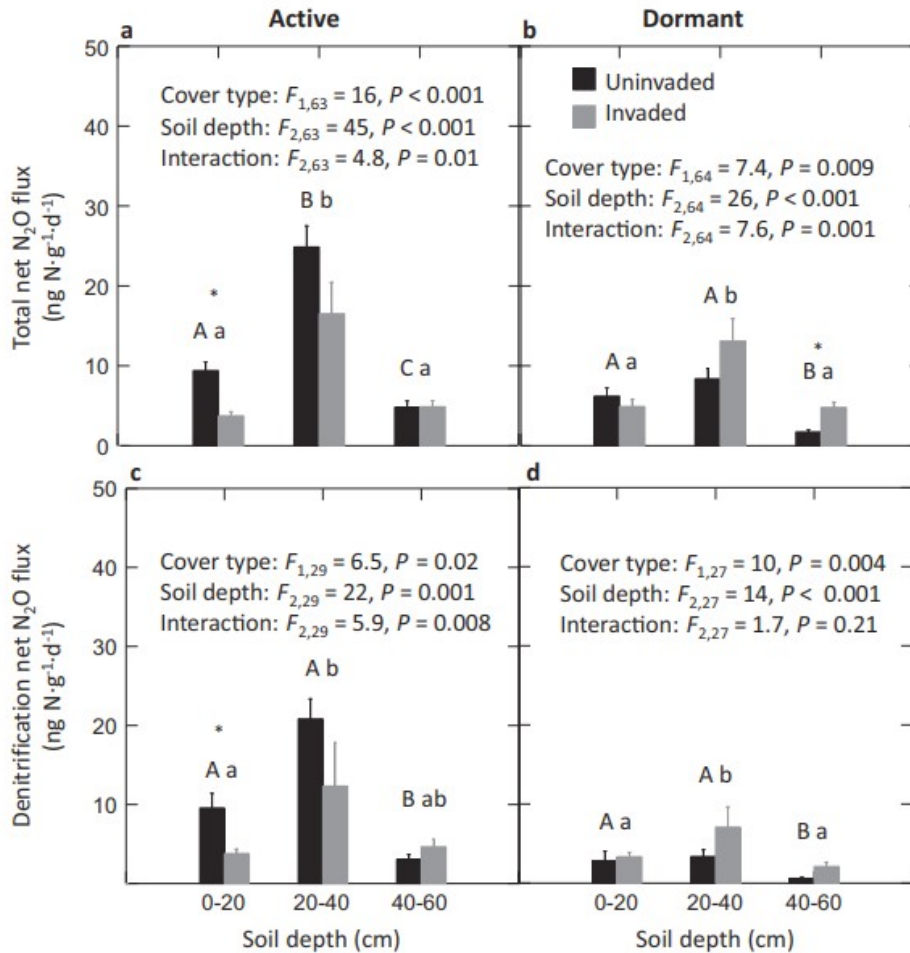 Active
Dormant
a
b
50
40
30
20
10
0
Total net N₂O flux
(ng N·g⁻¹·d⁻¹)
Cover type: F₁,₆₃ = 16, P < 0.001
Soil depth: F₂,₆₃ = 45, P < 0.001
Interaction: F₂,₆₃ = 4.8, P = 0.01
*
A a
B b
C a
Uninvaded
Invaded
Cover type: F₁,₆₄ = 7.4, P = 0.009
Soil depth: F₂,₆₄ = 26, P < 0.001
Interaction: F₂,₆₄ = 7.6, P = 0.001
A a
A b
*
B a
c
d
50
40
30
20
10
Denitrification net N₂O flux
(ng N·g⁻¹·d⁻¹)
Cover type: F₁,₂₉ = 6.5, P = 0.02
Soil depth: F₂,₂₉ = 22, P = 0.001
Interaction: F₂,₂₉ = 5.9, P = 0.008
*
A a
A b
B ab
0-20 20-40 40-60
Soil depth (cm)
Cover type: F₁,₂₇ = 10, P = 0.004
Soil depth: F₂,₂₇ = 14, P < 0.001
Interaction: F₂,₂₇ = 1.7, P = 0.21
A a
A b
B a
0-20 20-40 40-60
Soil depth (cm)